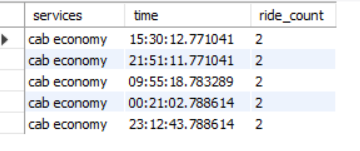 services time ride_count
cab economy 15:30:12.771041 2
cab economy 21:51:11.771041 2
cab economy 09:55:18.783289 2
cab economy 00:21:02.788614 2
cab economy 23:12:43.788614 2